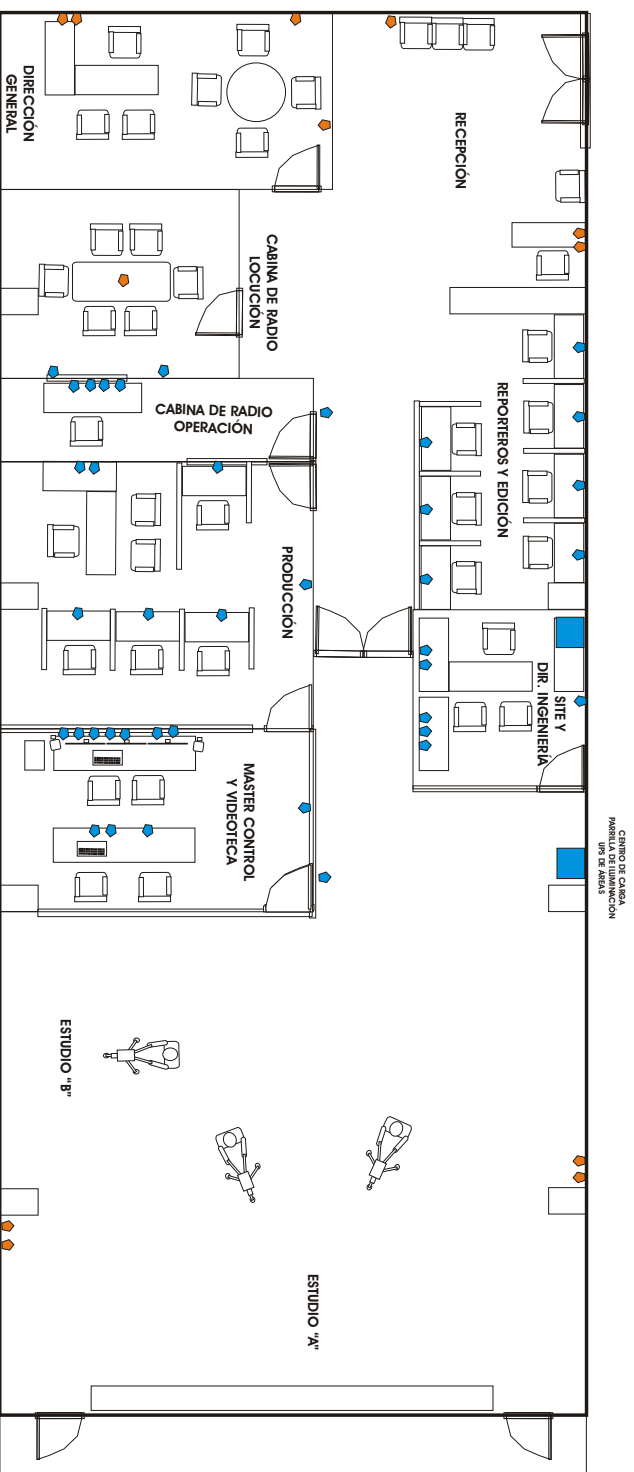 DIRECCIÓN
GENERAL
RECEPCIÓN
CABINA DE RADIO
LOCUCIÓN
CABINA DE RADIO
OPERACIÓN
REPORTEROS Y EDICIÓN
PRODUCCIÓN
SITE Y
DIR. INGENIERÍA
MASTER CONTROL
Y VIDEOTECA
CENTRO DE CARGA
PARRILLA DE ILUMINACIÓN
UPS DE ÁREAS
ESTUDIO "B"
ESTUDIO "A"